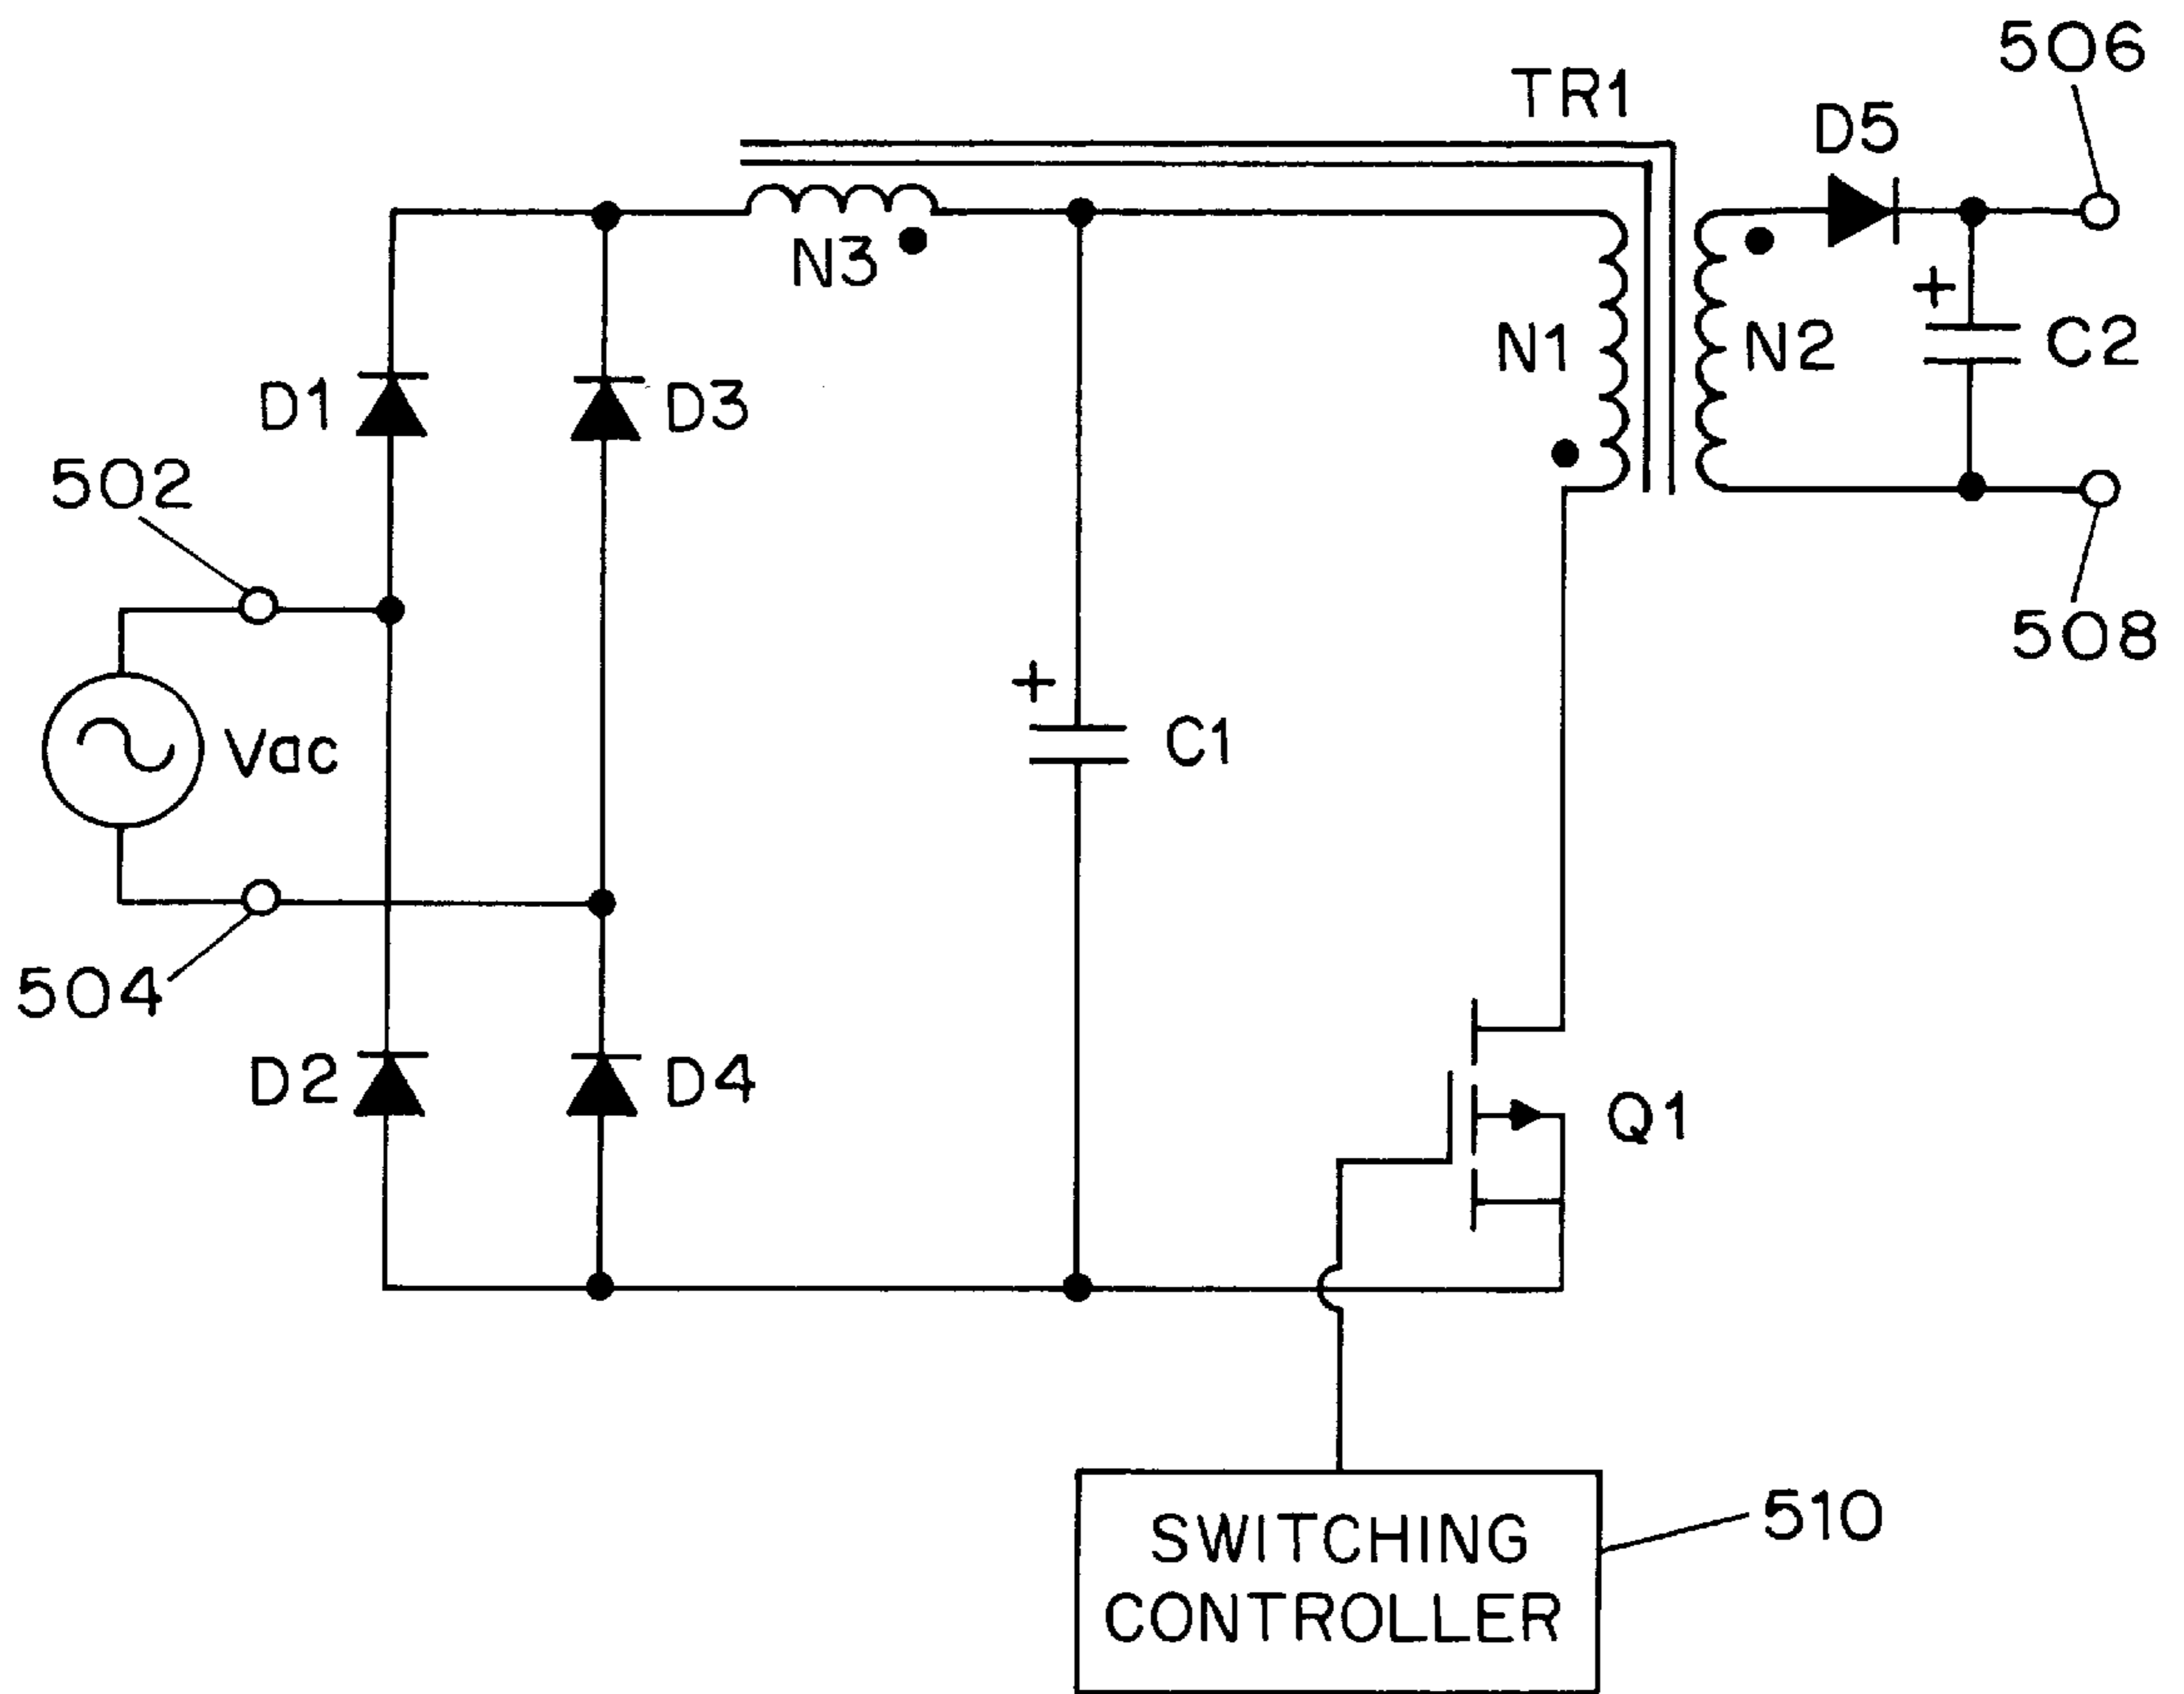 506
TR1
D5
N3
N1
N2
+
C2
D1
D3
502
508
+
C1
Vac
504
D2
D4
Q1
510
SWITCHING
CONTROLLER